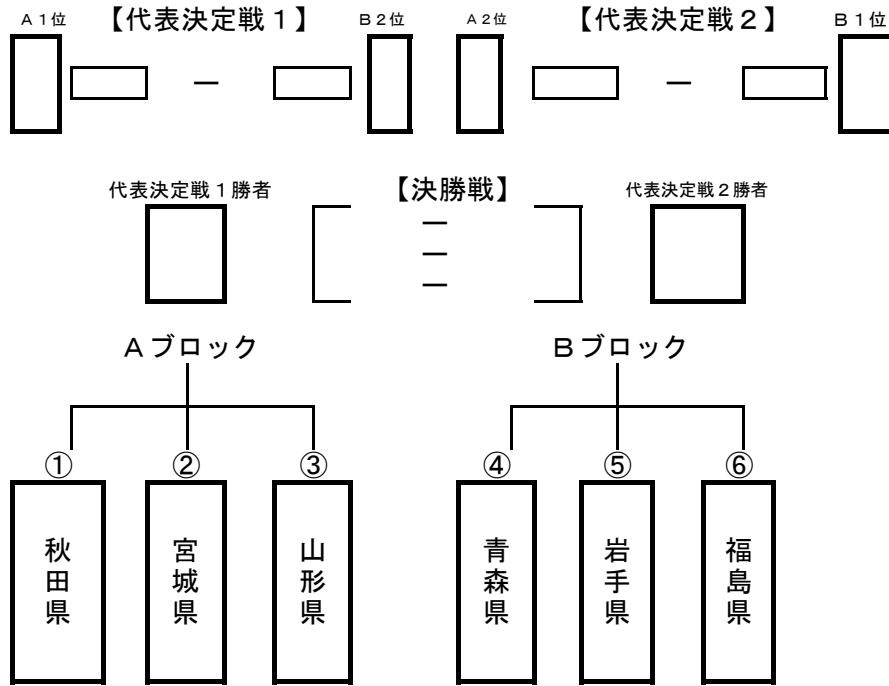 A1位 【代表決定戦1】 B2位 A2位 【代表決定戦2】 B1位
－ －
代表決定戦1勝者 【決勝戦】 代表決定戦2勝者
－
－
－
Aブロック Bブロック
① ② ③ ④ ⑤ ⑥
秋田県 宮城県 山形県 青森県 岩手県 福島県